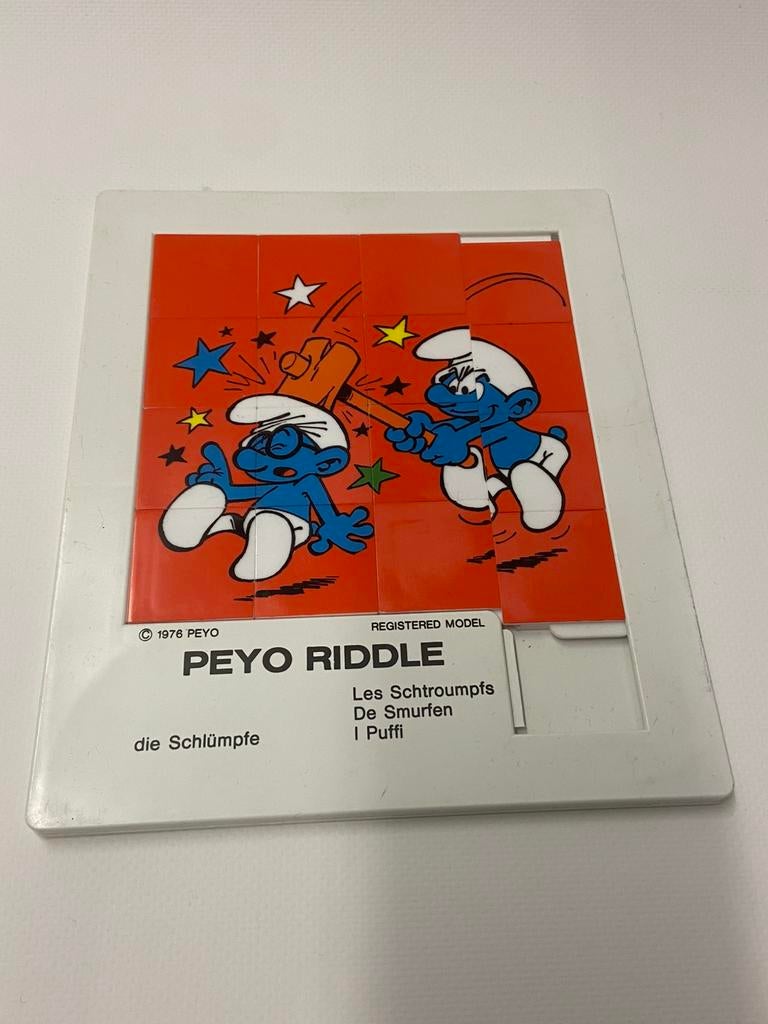 © 1976 PEYO
REGISTERED MODEL
PEYO RIDDLE
die Schlümpfe
Les Schtroumpfs
De Smurfen
I Puffi